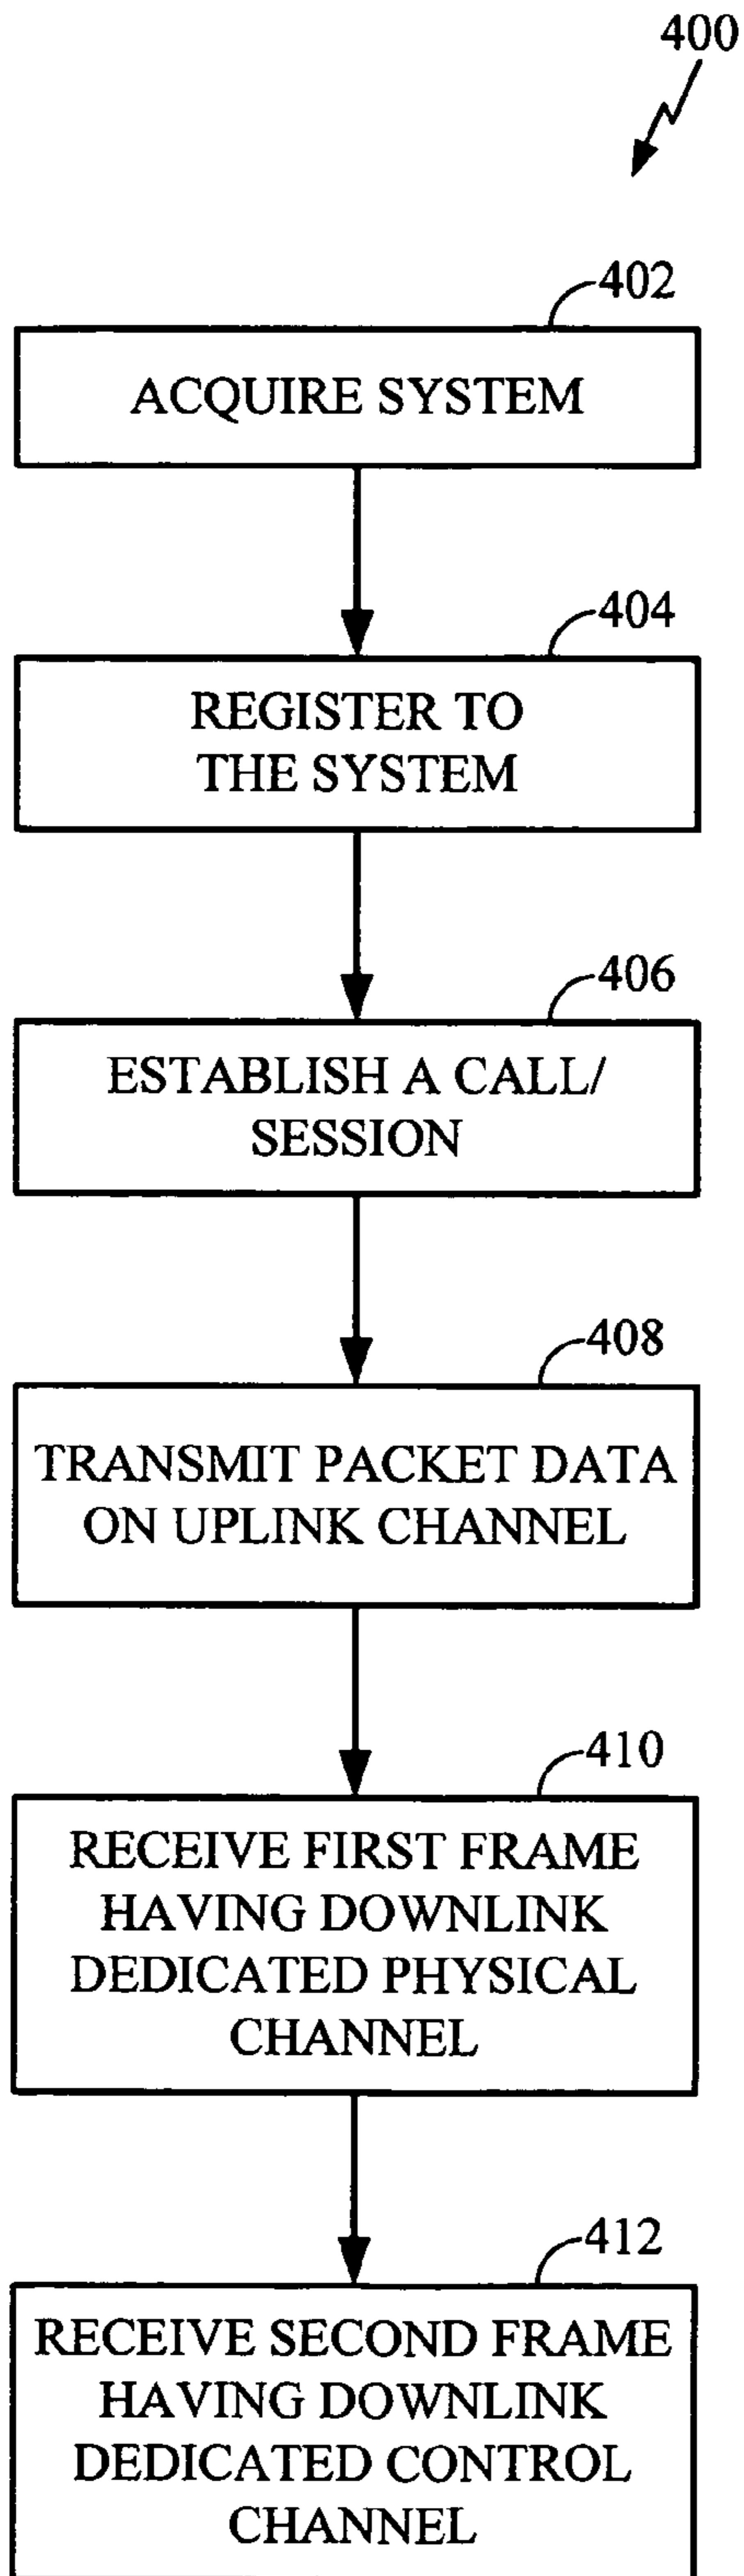 400
402
ACQUIRE SYSTEM
404
REGISTER TO
THE SYSTEM
406
ESTABLISH A CALL/
SESSION
408
TRANSMIT PACKET DATA
ON UPLINK CHANNEL
410
RECEIVE FIRST FRAME
HAVING DOWNLINK
DEDICATED PHYSICAL
CHANNEL
412
RECEIVE SECOND FRAME
HAVING DOWNLINK
DEDICATED CONTROL
CHANNEL